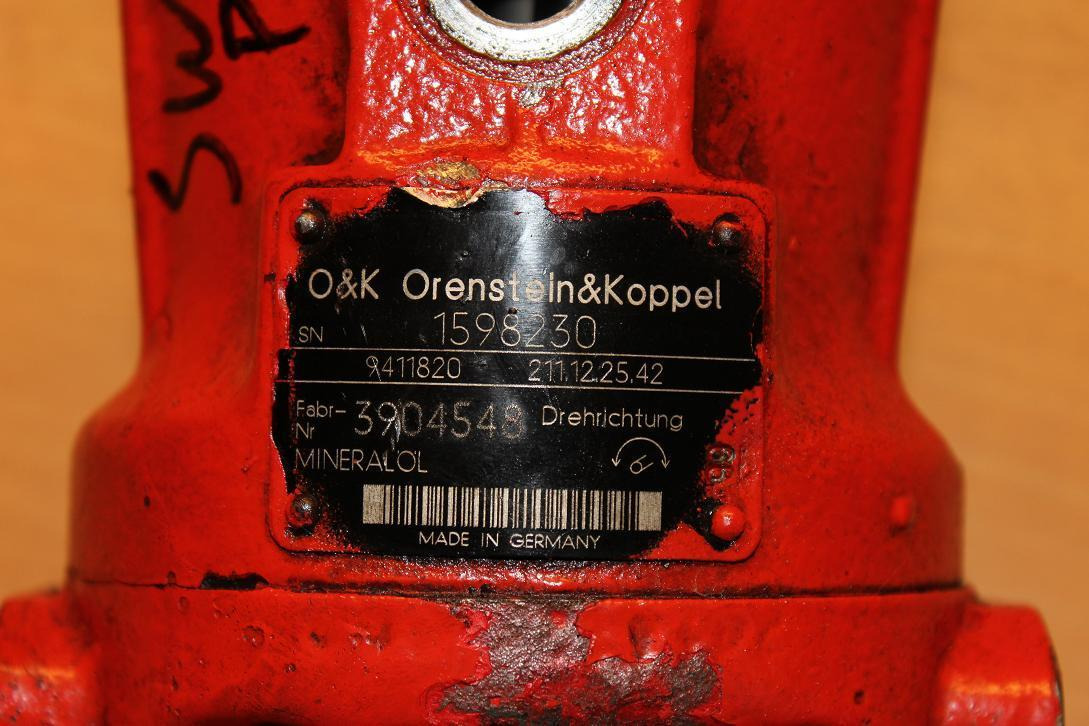 O&K Orenstein&Koppel
SN 1598230
9411820 211.12.25.42
Fabr-Nr 3904548 Drehrichtung
MINERALÖL
MADE IN GERMANY